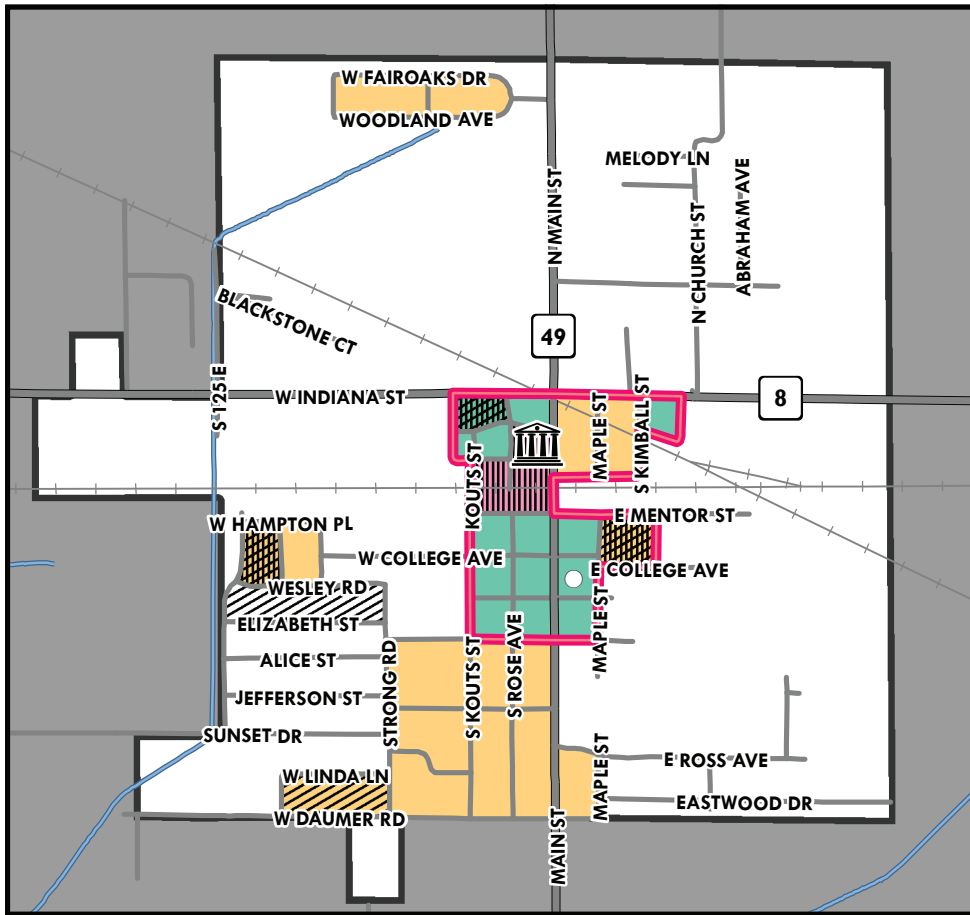 W FAIROAKS DR
WOODLAND AVE
MELODY LN
N MAIN ST
ABRAHAM AVE
N CHURCH ST
BLACKSTONE CT
49
S 125 E
W INDIANA ST
8
MAPLE ST
S KIMBALL ST
KOUTS ST
W HAMPTON PL
E MENTOR ST
W COLLEGE AVE
E COLLEGE AVE
WESLEY RD
ELIZABETH ST
MAPLE ST
ALICE ST
STRONG RD
S KOUTS ST
S ROSE AVE
JEFFERSON ST
SUNSET DR
W LINDA LN
MAPLE ST
E ROSS AVE
EASTWOOD DR
W DAUMER RD
MAIN ST